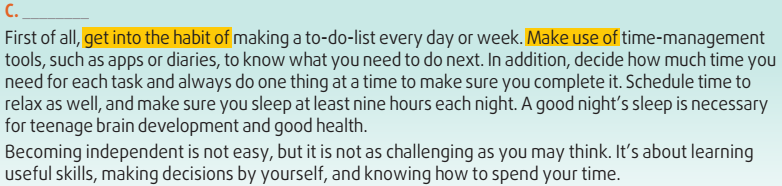 C. ________
First of all, get into the habit of making a to-do-list every day or week. Make use of time-management
tools, such as apps or diaries, to know what you need to do next. In addition, decide how much time you
need for each task and always do one thing at a time to make sure you complete it. Schedule time to
relax as well, and make sure you sleep at least nine hours each night. A good night's sleep is necessary
for teenage brain development and good health.
Becoming independent is not easy, but it is not as challenging as you may think. It's about learning
useful skills, making decisions by yourself, and knowing how to spend your time.